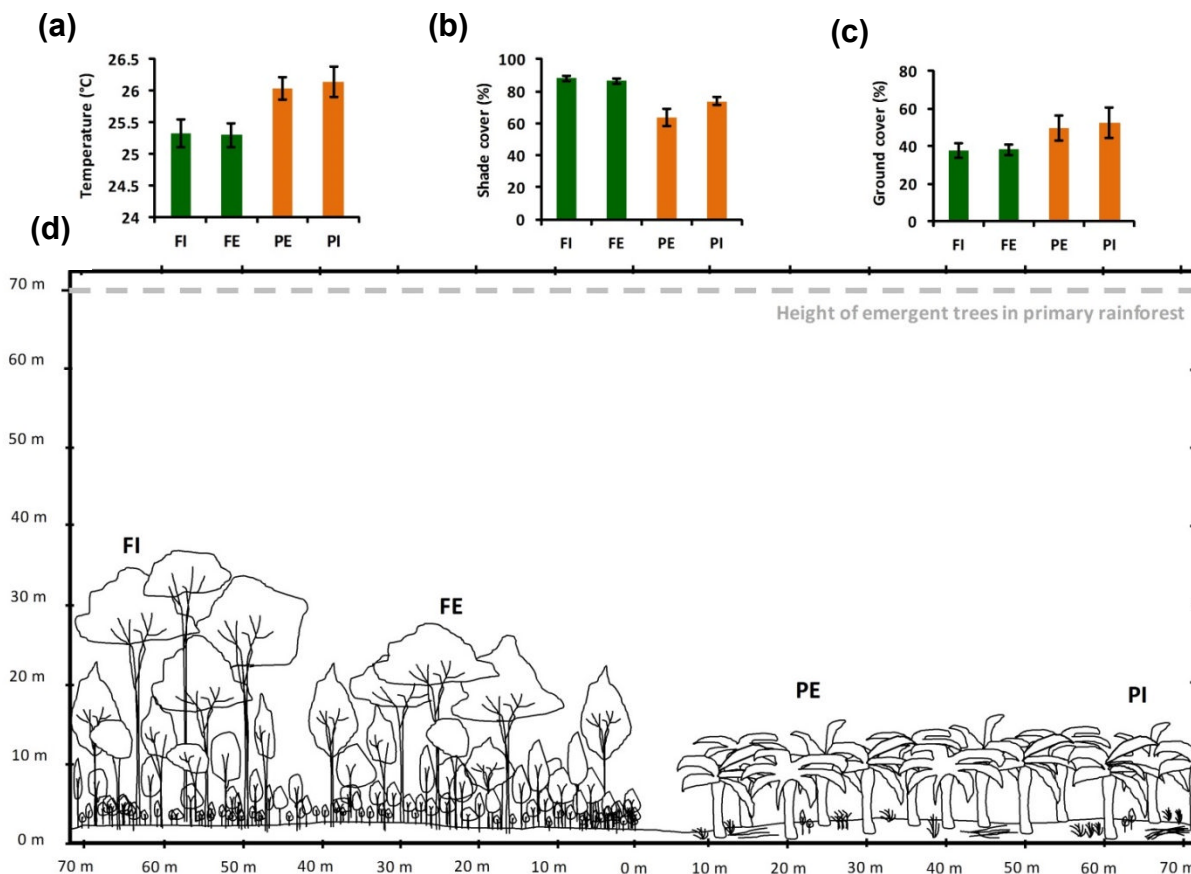 (a)
Temperature (°C)
26.5
26
25.5
25
24.5
24
FI FE PE PI
(b)
Shade cover (%)
100
80
60
40
20
0
FI FE PE PI
(c)
Ground cover (%)
80
60
40
20
0
FI FE PE PI
(d)
70 m
Height of emergent trees in primary rainforest
60 m
50 m
40 m
FI
30 m
FE
20 m
PE
PI
10 m
0 m
70 m 60 m 50 m 40 m 30 m 20 m 10 m 0 m 10 m 20 m 30 m 40 m 50 m 60 m 70 m